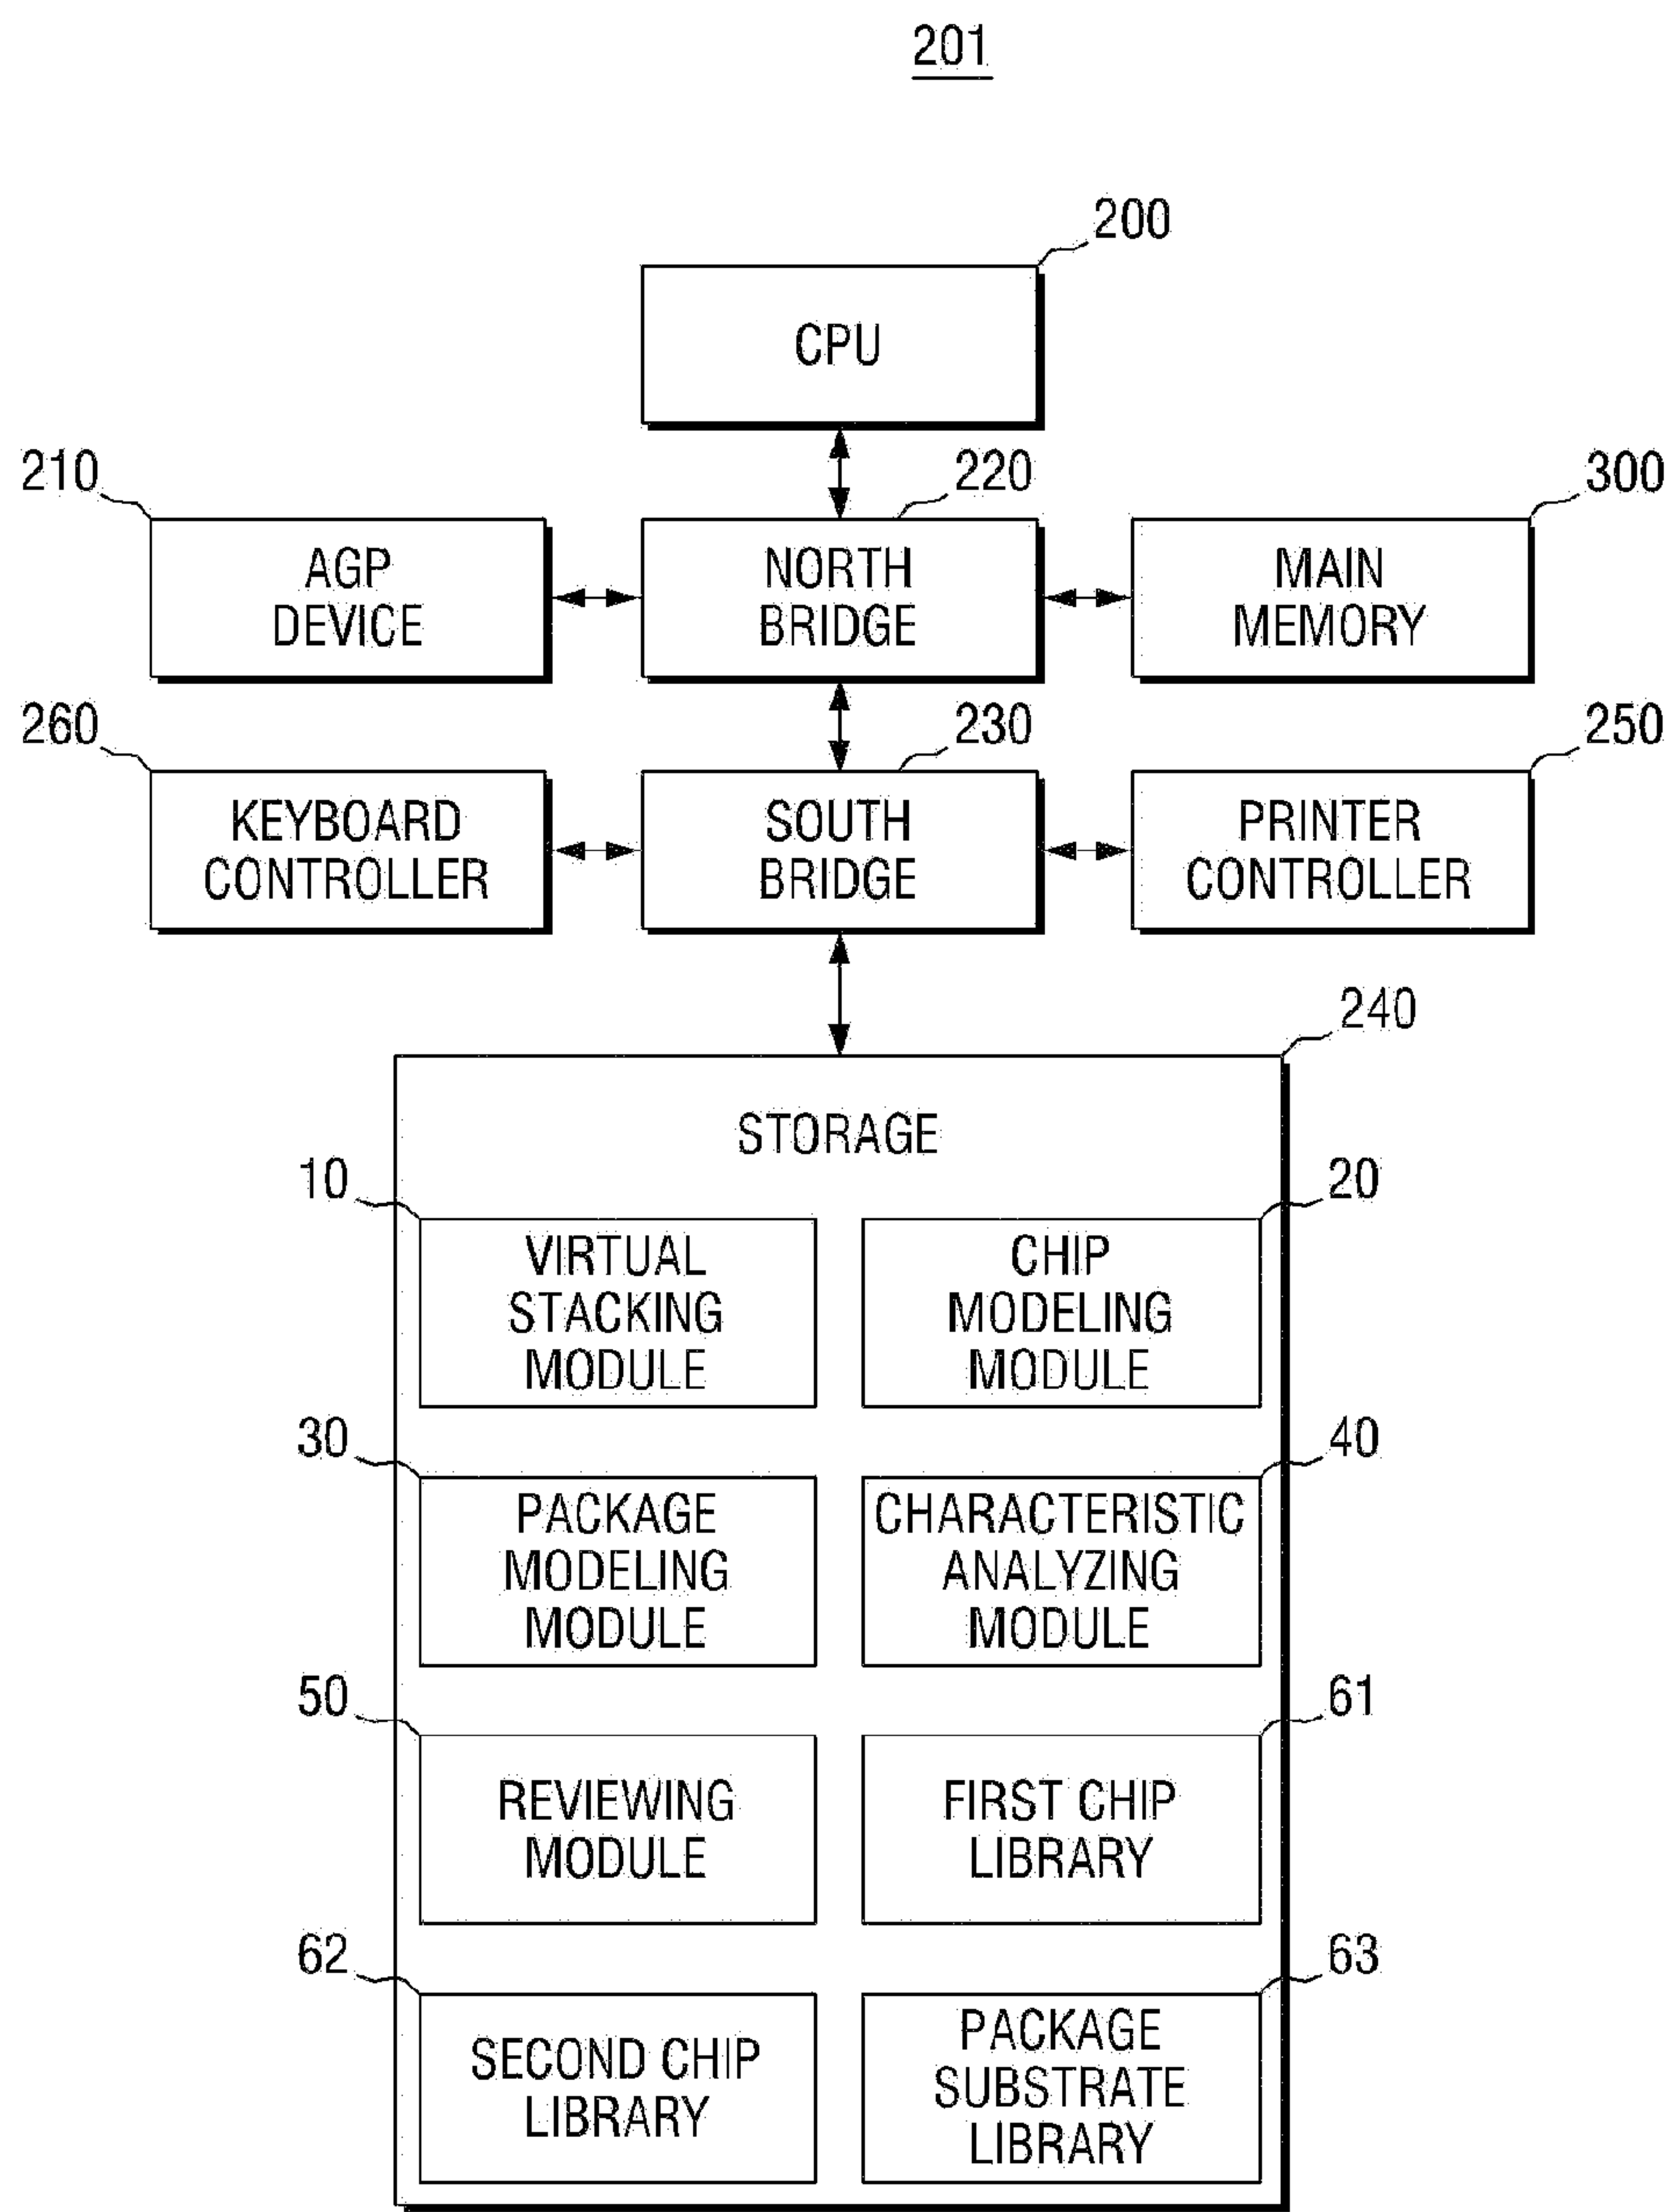 201
200
CPU
210
220
300
AGP
DEVICE
NORTH
BRIDGE
MAIN
MEMORY
260
230
250
KEYBOARD
CONTROLLER
SOUTH
BRIDGE
PRINTER
CONTROLLER
240
STORAGE
10
20
VIRTUAL
STACKING
MODULE
CHIP
MODELING
MODULE
30
40
PACKAGE
MODELING
MODULE
CHARACTERISTIC
ANALYZING
MODULE
50
61
REVIEWING
MODULE
FIRST CHIP
LIBRARY
62
63
SECOND CHIP
LIBRARY
PACKAGE
SUBSTRATE
LIBRARY